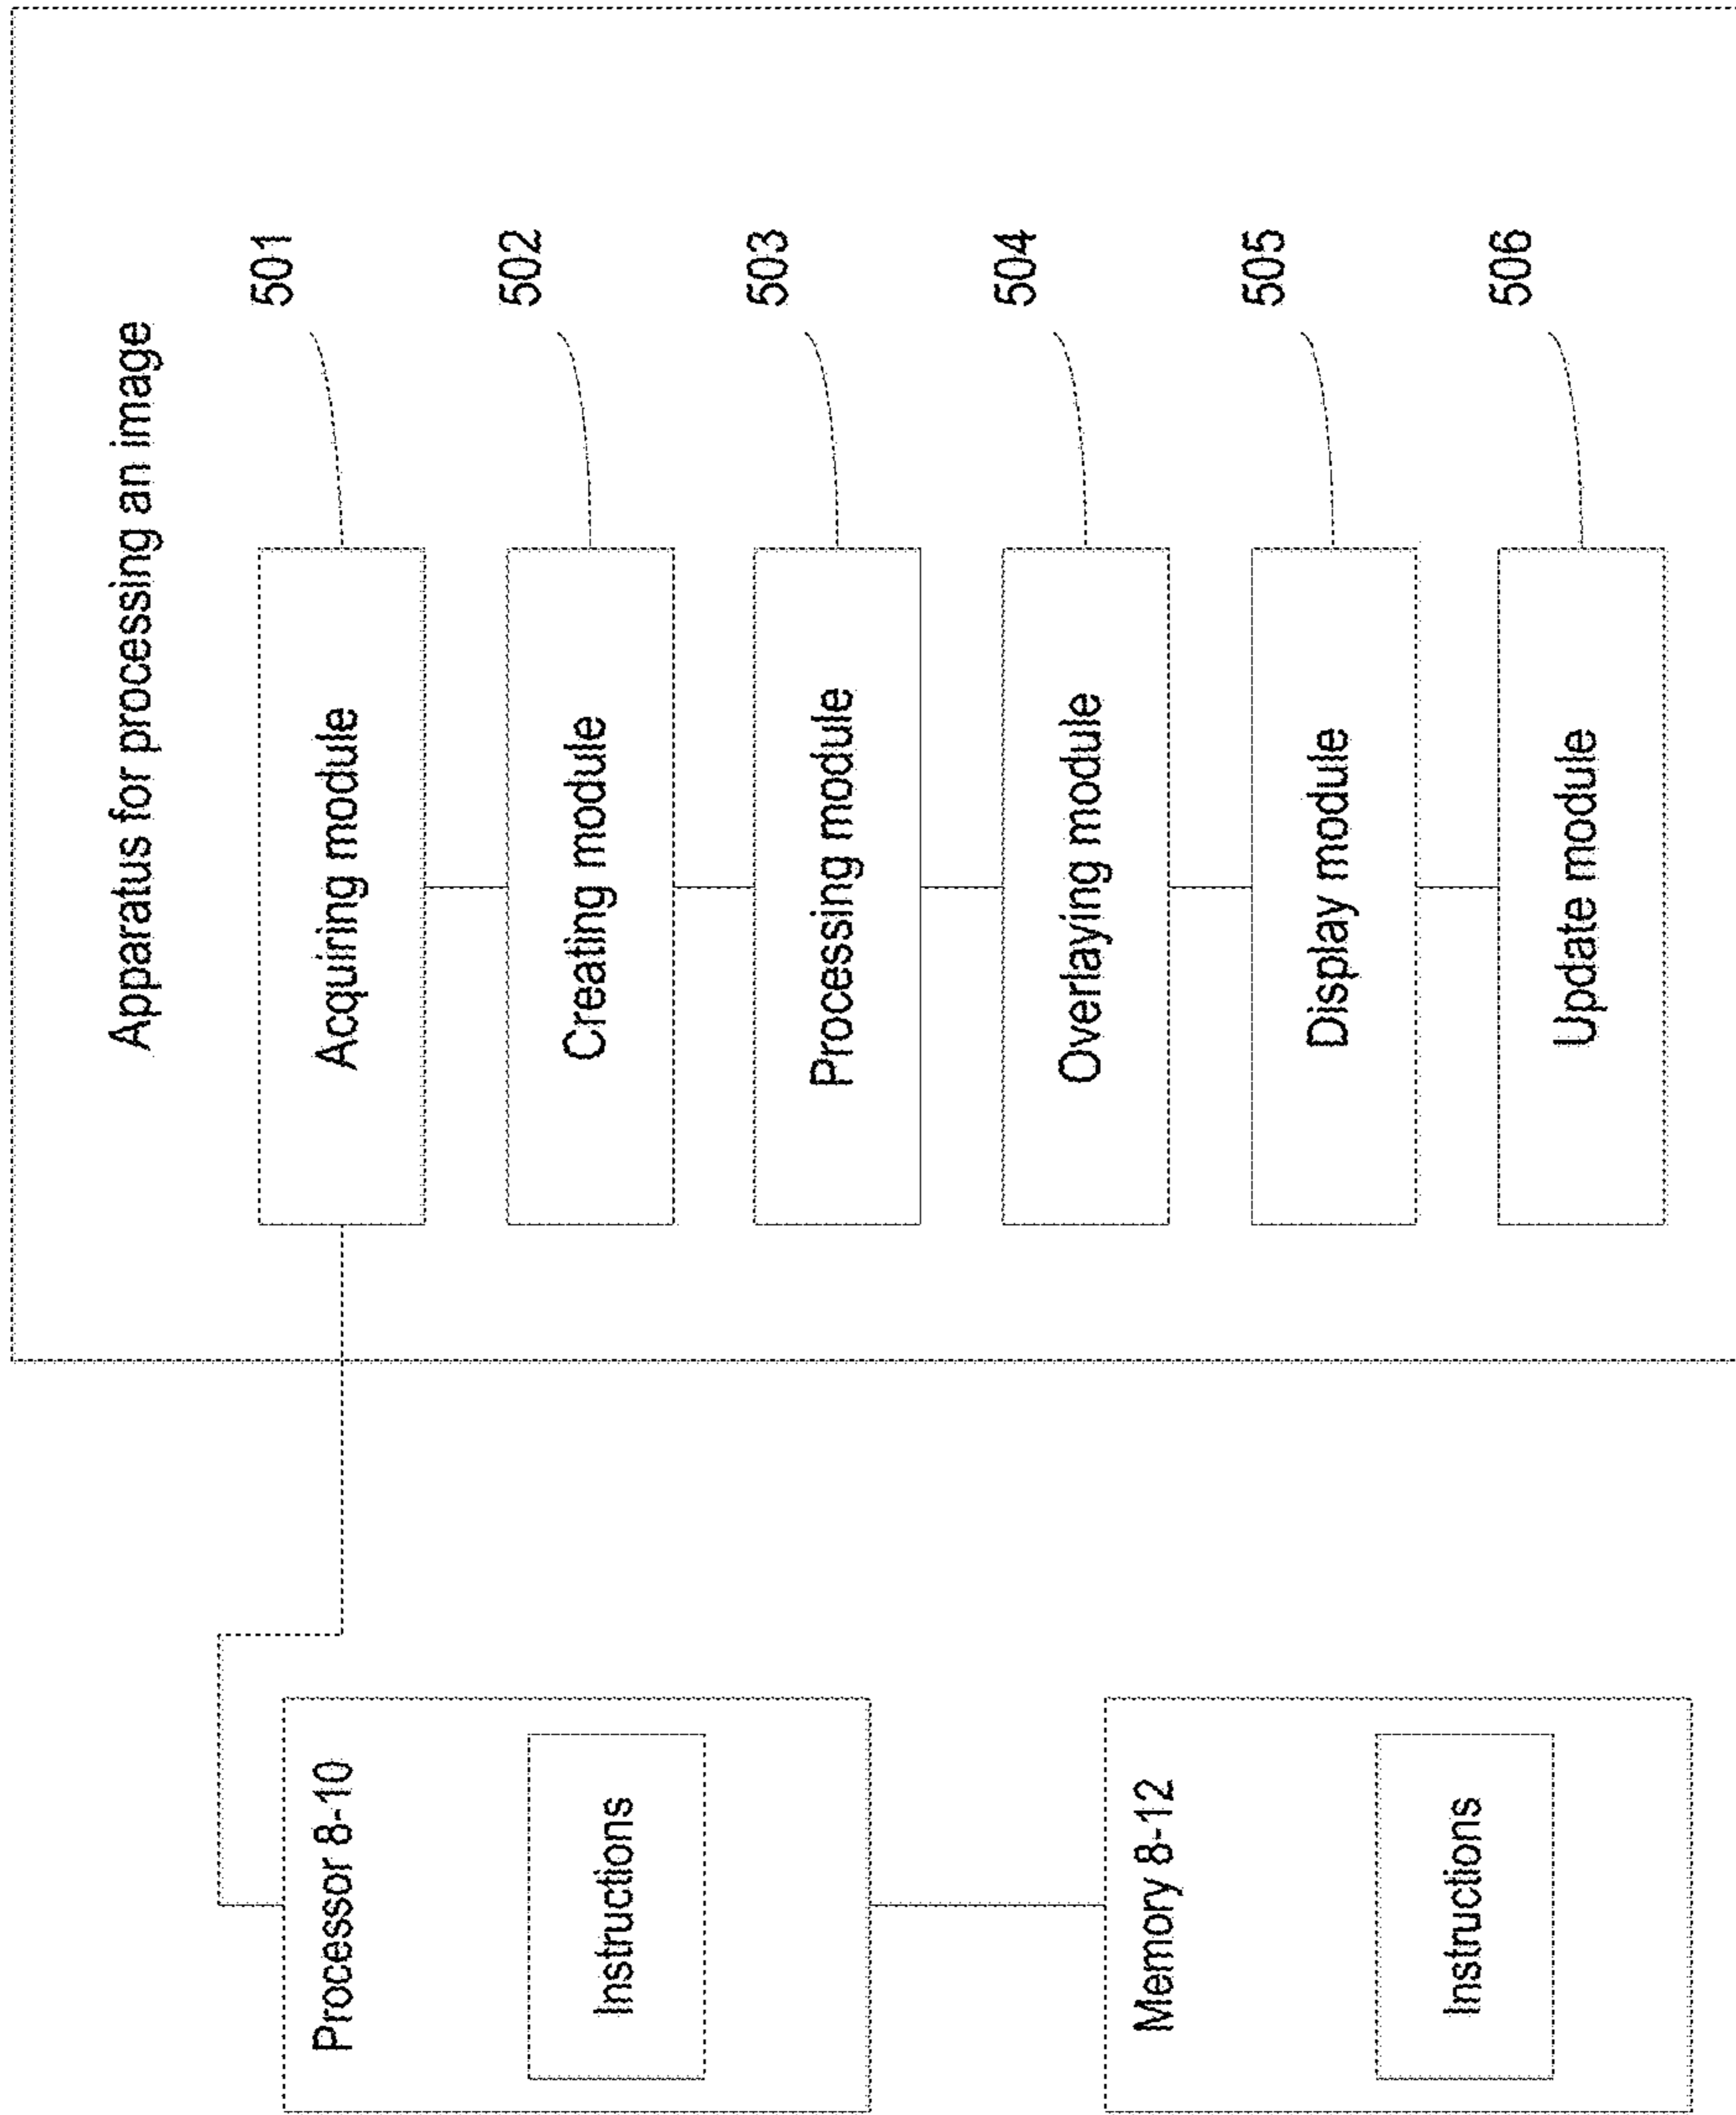 Apparatus for processing an image
Processor 8-10
Instructions
Memory 8-12
Instructions
Acquiring module
501
Creating module
502
Processing module
503
Overlaying module
504
Display module
505
Update module
506